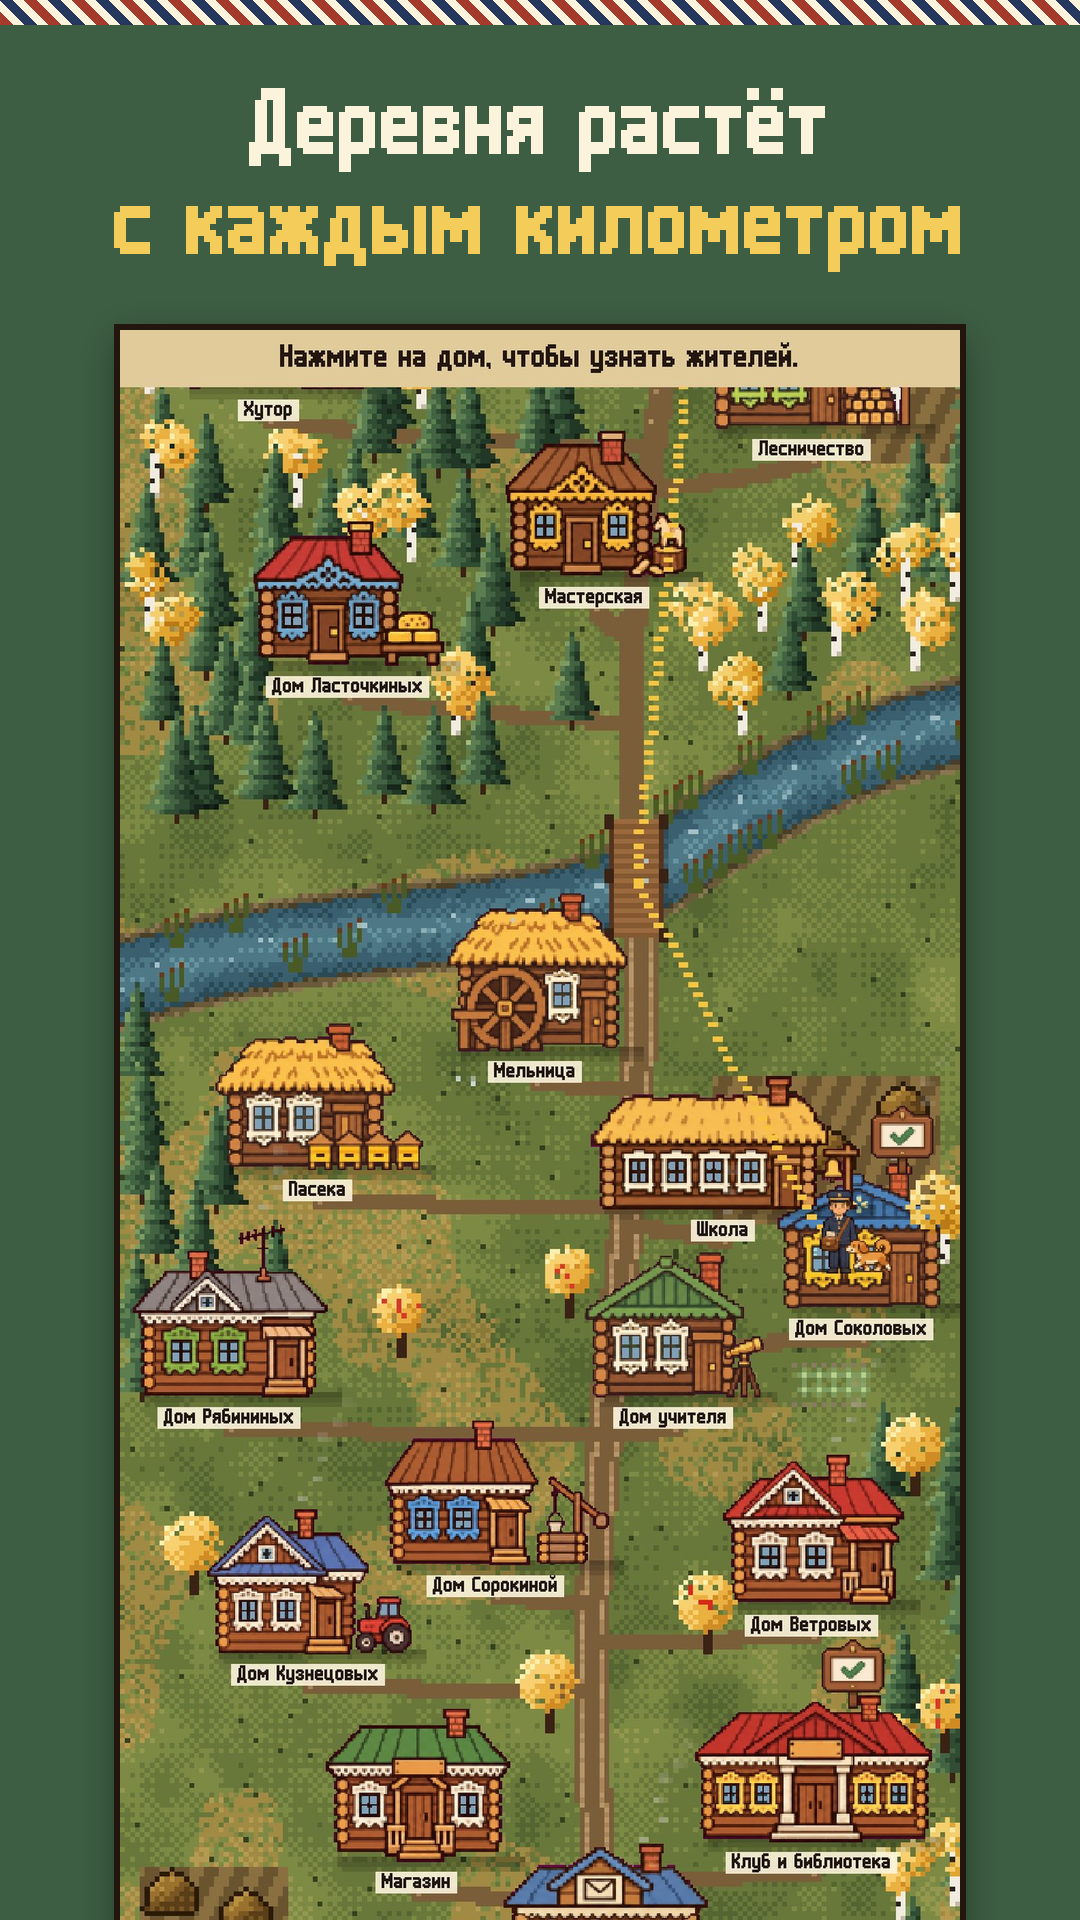 Деревня растёт
с каждым километром
Нажмите на дом, чтобы узнать жителей.
Хутор
Лесничество
Мастерская
Дом Ласточкиных
Мельница
Пасека
Школа
Дом Соколовых
Дом Рябининых
Дом учителя
Дом Сорокиной
Дом Ветровых
Дом Кузнецовых
Клуб и библиотека
Магазин